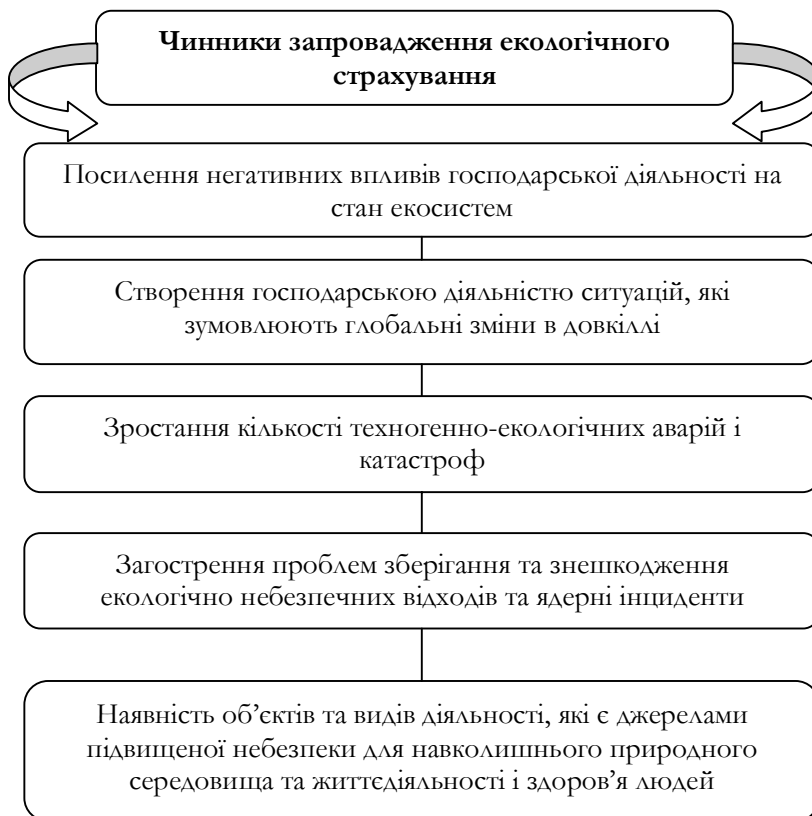 Чинники запровадження екологічного
страхування
Посилення негативних впливів господарської діяльності на
стан екосистем
Створення господарською діяльністю ситуацій, які
зумовлюють глобальні зміни в довкіллі
Зростання кількості техногенно-екологічних аварій і
катастроф
Загострення проблем зберігання та знешкодження
екологічно небезпечних відходів та ядерні інциденти
Наявність об’єктів та видів діяльності, які є джерелами
підвищеної небезпеки для навколишнього природного
середовища та життєдіяльності і здоров’я людей